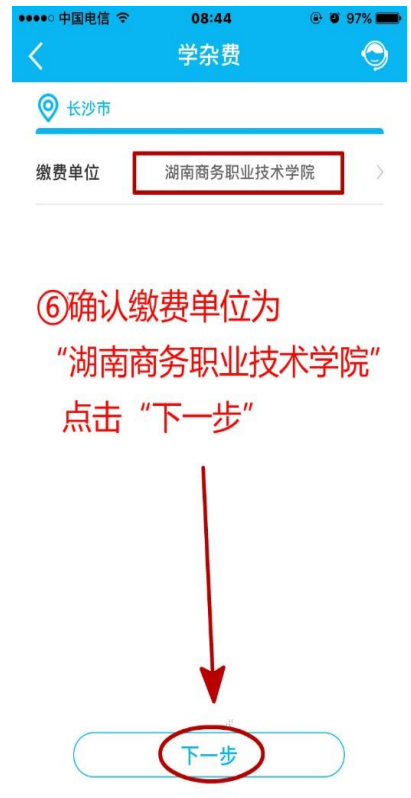 中国电信 08:44 97%
学杂费
长沙市
缴费单位 湖南商务职业技术学院
⑥确认缴费单位为
“湖南商务职业技术学院”
点击“下一步”
下一步